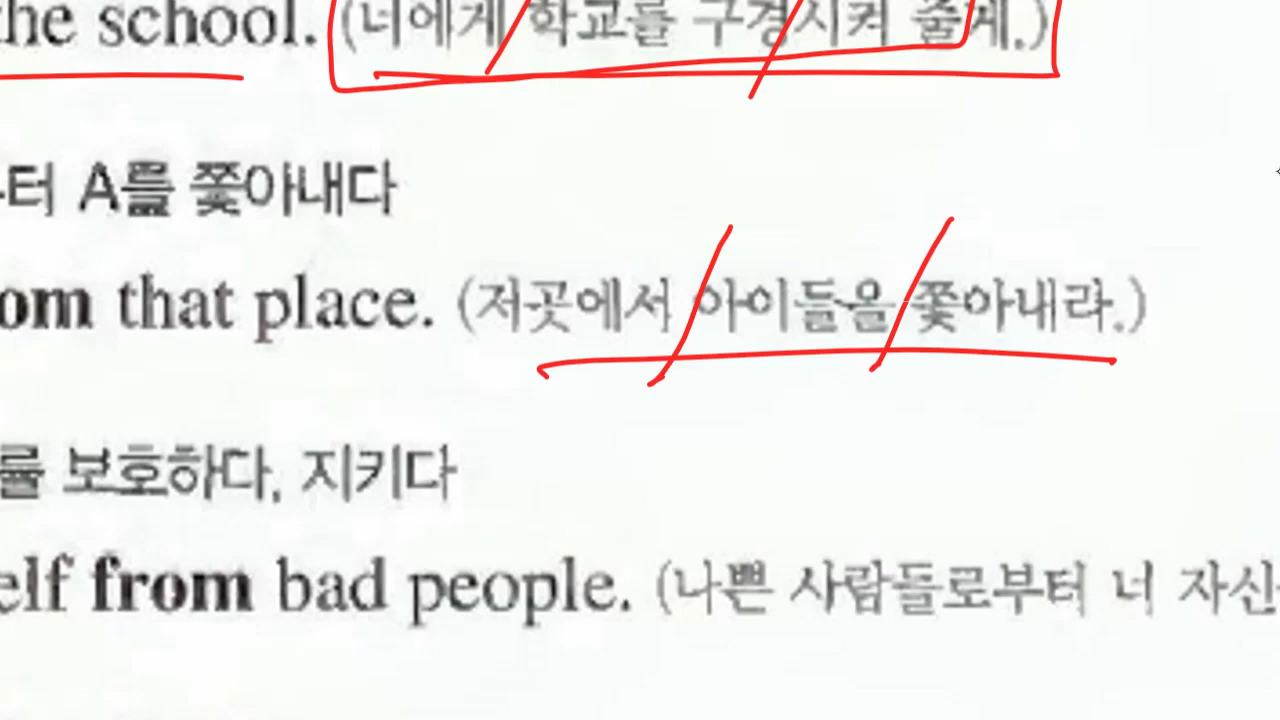 the school. (너에게 학교를 구경시켜 줄게.)
터 A를 쫓아내다
om that place. (저곳에서 아이들을 쫓아내라.)
를 보호하다, 지키다
elf from bad people. (나쁜 사람들로부터 너 자신